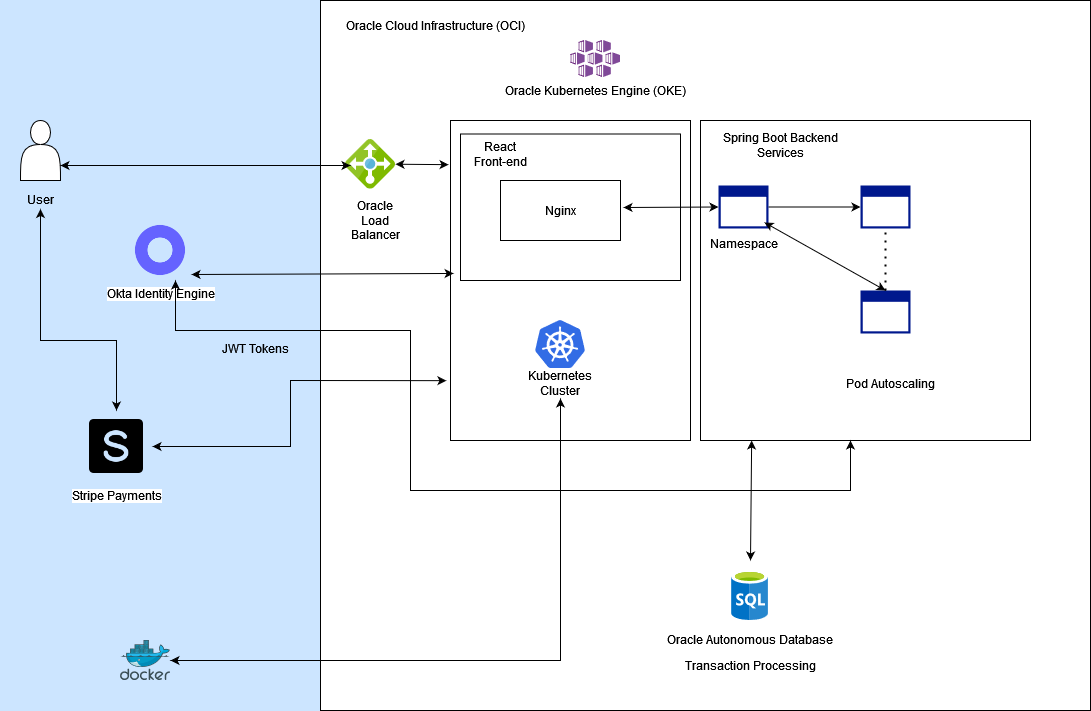 Oracle Cloud Infrastructure (OCI)
Oracle Kubernetes Engine (OKE)
React
Front-end
Nginx
Spring Boot Backend
Services
Namespace
Pod Autoscaling
User
Oracle
Load
Balancer
Okta Identity Engine
JWT Tokens
Kubernetes
Cluster
S
Stripe Payments
SQL
Oracle Autonomous Database
Transaction Processing
docker